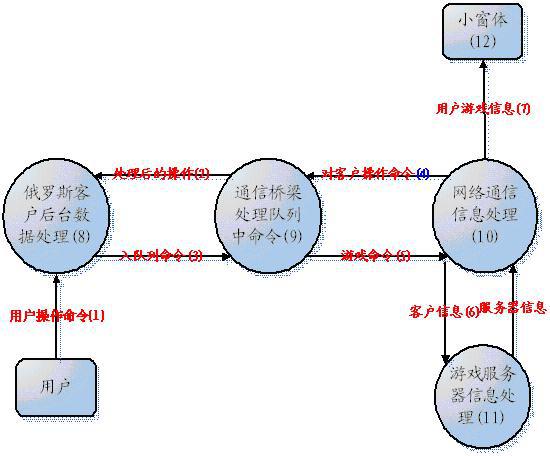 小窗体
(12)
用户游戏信息(7)
处理后的操作(2)
对客户操作命令(4)
俄罗斯客
户后台数
据处理(8)
通信桥梁
处理队列
中命令(9)
网络通信
信息处理
(10)
入队列命令(3)
游戏命令(5)
用户操作命令(1)
客户信息(6)
服务器信息
用户
游戏服务
器信息处
理(11)